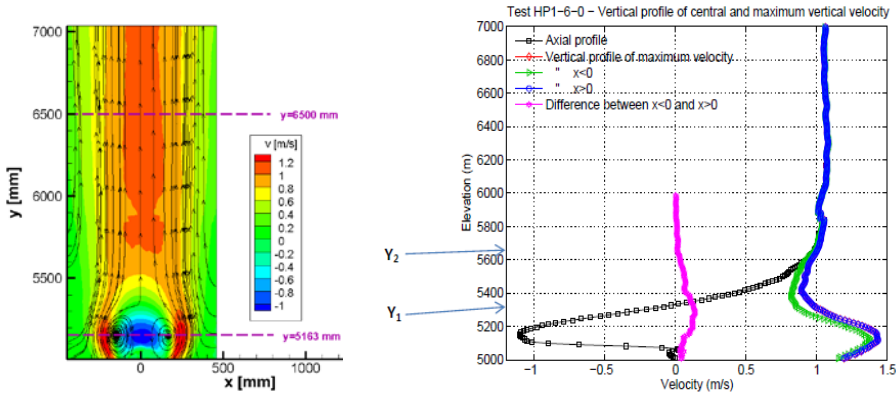 7000
6500
6000
5500
y [mm]
0
500
1000
x [mm]
y=6500 mm
y=5163 mm
v [m/s]
1.2
1
0.8
0.6
0.4
0.2
0
-0.2
-0.4
-0.6
-0.8
-1
Test HP1-6-0 - Vertical profile of central and maximum vertical velocity
Axial profile
Vertical profile of maximum velocity
" x<0
" x>0
Difference between x<0 and x>0
7000
6800
6600
6400
6200
6000
5800
5600
5400
5200
5000
Elevation (m)
Y2
Y1
-1
-0.5
0
0.5
1
1.5
Velocity (m/s)